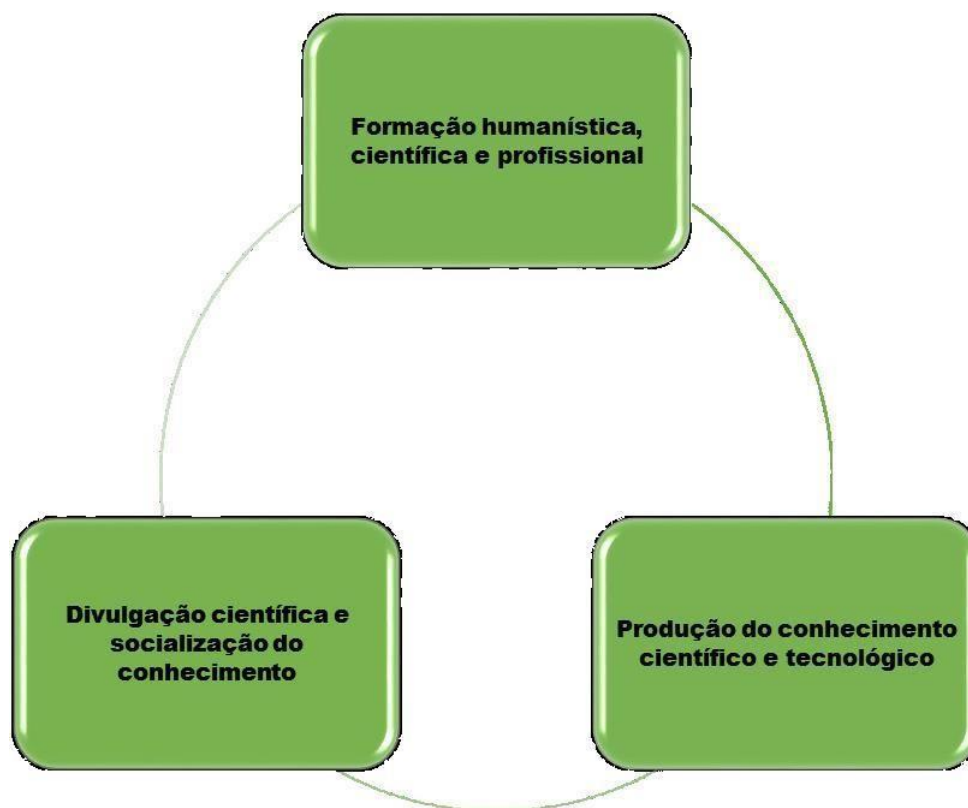 Formação humanística,
científica e profissional
Divulgação científica e
socialização do
conhecimento
Produção do conhecimento
científico e tecnológico